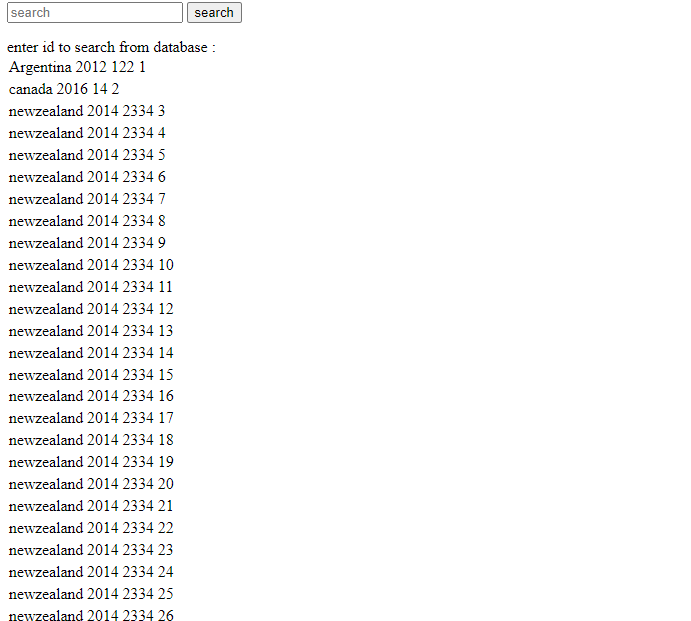 search search
enter id to search from database :
Argentina 2012 122 1
canada 2016 14 2
newzealand 2014 2334 3
newzealand 2014 2334 4
newzealand 2014 2334 5
newzealand 2014 2334 6
newzealand 2014 2334 7
newzealand 2014 2334 8
newzealand 2014 2334 9
newzealand 2014 2334 10
newzealand 2014 2334 11
newzealand 2014 2334 12
newzealand 2014 2334 13
newzealand 2014 2334 14
newzealand 2014 2334 15
newzealand 2014 2334 16
newzealand 2014 2334 17
newzealand 2014 2334 18
newzealand 2014 2334 19
newzealand 2014 2334 20
newzealand 2014 2334 21
newzealand 2014 2334 22
newzealand 2014 2334 23
newzealand 2014 2334 24
newzealand 2014 2334 25
newzealand 2014 2334 26